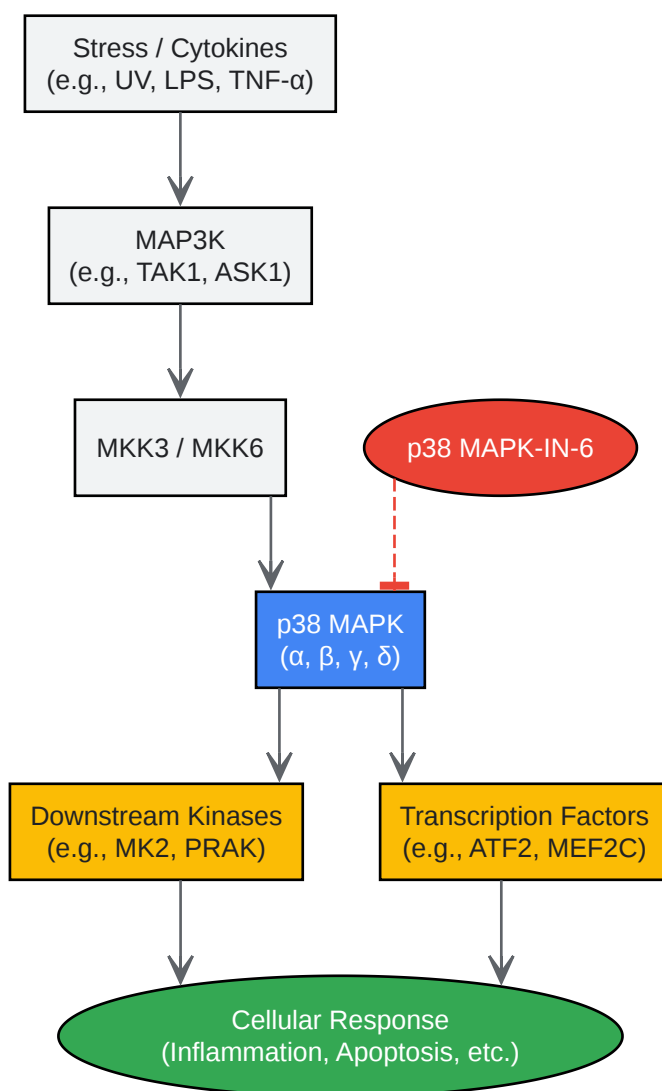 Stress / Cytokines
(e.g., UV, LPS, TNF-α)
MAP3K
(e.g., TAK1, ASK1)
MKK3 / MKK6
p38 MAPK-IN-6
p38 MAPK
(α, β, γ, δ)
Downstream Kinases
(e.g., MK2, PRAK)
Transcription Factors
(e.g., ATF2, MEF2C)
Cellular Response
(Inflammation, Apoptosis, etc.)